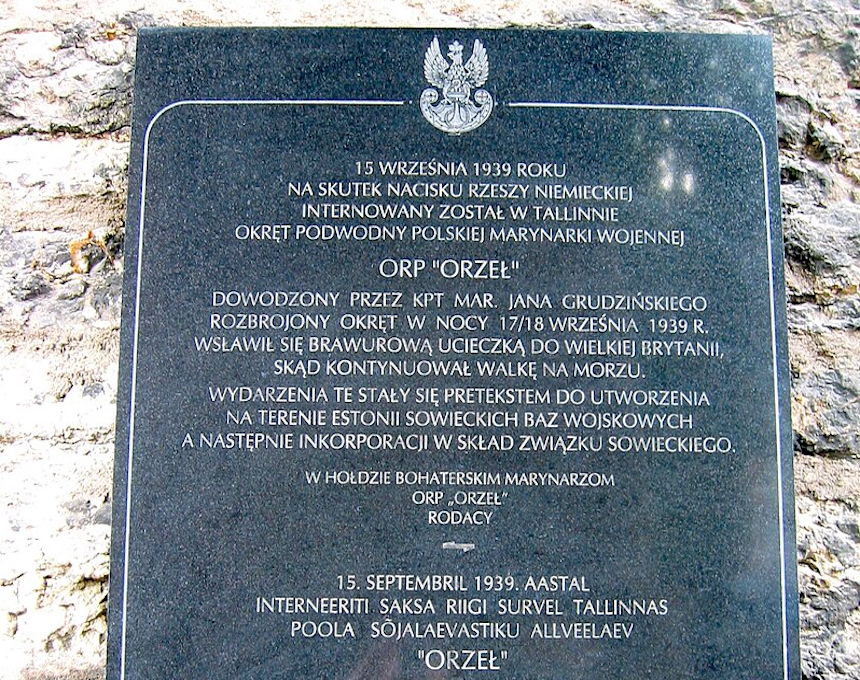 15 WRZEŚNIA 1939 ROKU
NA SKUTEK NACISKU RZESZY NIEMIECKIEJ
INTERNOWANY ZOSTAŁ W TALLINNIE
OKRĘT PODWODNY POLSKIEJ MARYNARKI WOJENNEJ
ORP "ORZEŁ"
DOWODZONY PRZEZ KPT MAR. JANA GRUDZIŃSKIEGO
ROZBROJONY OKRĘT W NOCY 17/18 WRZEŚNIA 1939 R.
WSŁAWIŁ SIĘ BRAWUROWĄ UCIECZKĄ DO WIELKIEJ BRYTANII,
SKĄD KONTYNUOWAŁ WALKĘ NA MORZU.
WYDARZENIA TE STAŁY SIĘ PRETEKSTEM DO UTWORZENIA
NA TERENIE ESTONII SOWIECKICH BAZ WOJSKOWYCH
A NASTĘPNIE INKORPORACJI W SKŁAD ZWIĄZKU SOWIECKIEGO.
W HOŁDZIE BOHATERSKIM MARYNARZOM
ORP „ORZEŁ”
RODACY
15. SEPTEMBRIL 1939. AASTAL
INTERNEERITI SAKSA RIIGI SURVEL TALLINNAS
POOLA SÕJALAEVASTIKU ALLVEELAEV
"ORZEŁ"